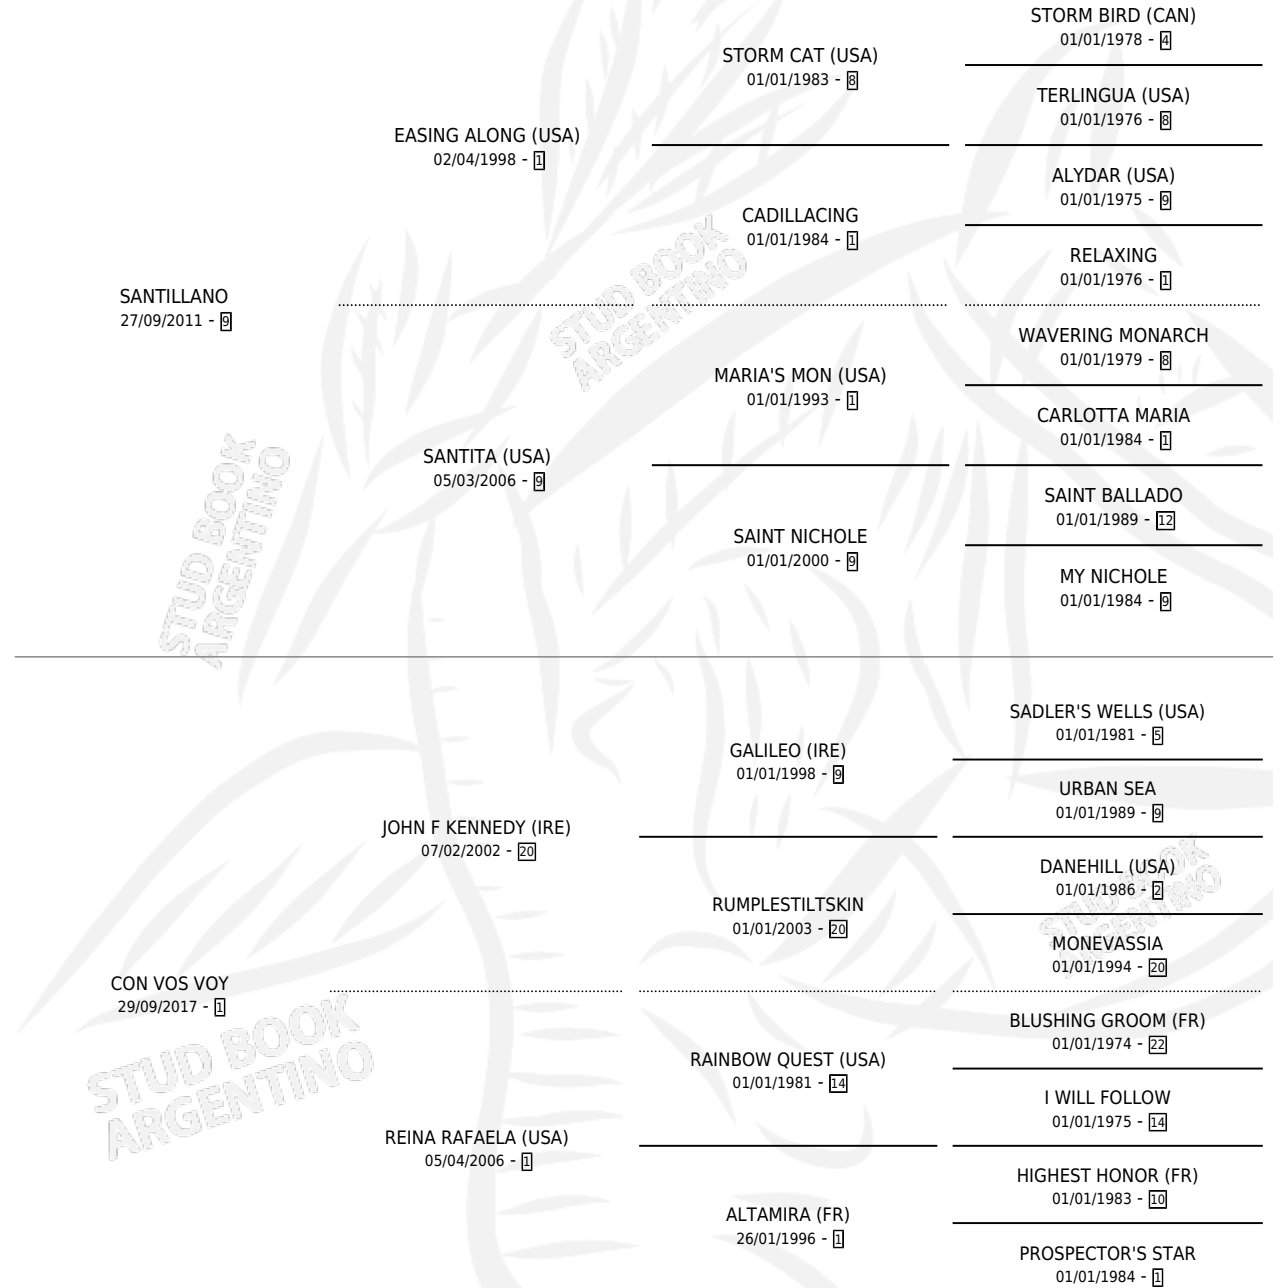 STORM BIRD (CAN)
01/01/1978 - 4
STORM CAT (USA)
01/01/1983 - 8
TERLINGUA (USA)
01/01/1976 - 8
EASING ALONG (USA)
02/04/1998 - 1
ALYDAR (USA)
01/01/1975 - 9
CADILLACING
01/01/1984 - 1
RELAXING
01/01/1976 - 1
SANTILLANO
27/09/2011 - 9
WAVERING MONARCH
01/01/1979 - 8
MARIA'S MON (USA)
01/01/1993 - 1
CARLOTTA MARIA
01/01/1984 - 1
SANTITA (USA)
05/03/2006 - 9
SAINT BALLADO
01/01/1989 - 12
SAINT NICHOLE
01/01/2000 - 9
MY NICHOLE
01/01/1984 - 9
SADLER'S WELLS (USA)
01/01/1981 - 5
GALILEO (IRE)
01/01/1998 - 9
URBAN SEA
01/01/1989 - 9
JOHN F KENNEDY (IRE)
07/02/2002 - 20
DANEHILL (USA)
01/01/1986 - 2
RUMPLESTILTSKIN
01/01/2003 - 20
MONEVASSIA
01/01/1994 - 20
CON VOS VOY
29/09/2017 - 1
BLUSHING GROOM (FR)
01/01/1974 - 22
RAINBOW QUEST (USA)
01/01/1981 - 14
I WILL FOLLOW
01/01/1975 - 14
REINA RAFAELA (USA)
05/04/2006 - 1
HIGHEST HONOR (FR)
01/01/1983 - 10
ALTAMIRA (FR)
26/01/1996 - 1
PROSPECTOR'S STAR
01/01/1984 - 1
STUD BOOK
ARGENTINO
STUD BOOK
ARGENTINO
STUD BOOK
ARGENTINO
STUD BOOK
ARGENTINO